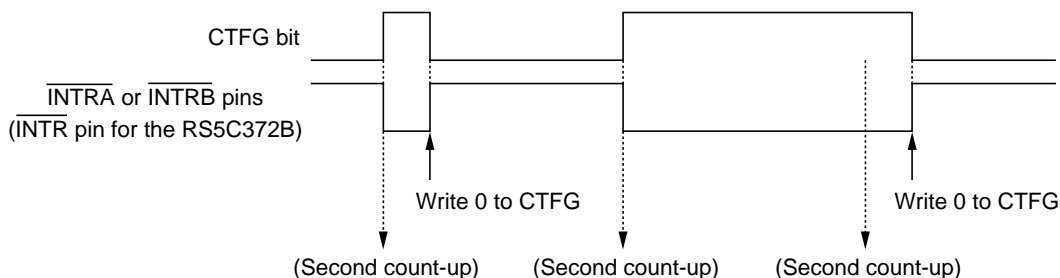 CTFG bit
INTRA or INTRB pins
(INTR pin for the RS5C372B)
Write 0 to CTFG
Write 0 to CTFG
(Second count-up)
(Second count-up)
(Second count-up)